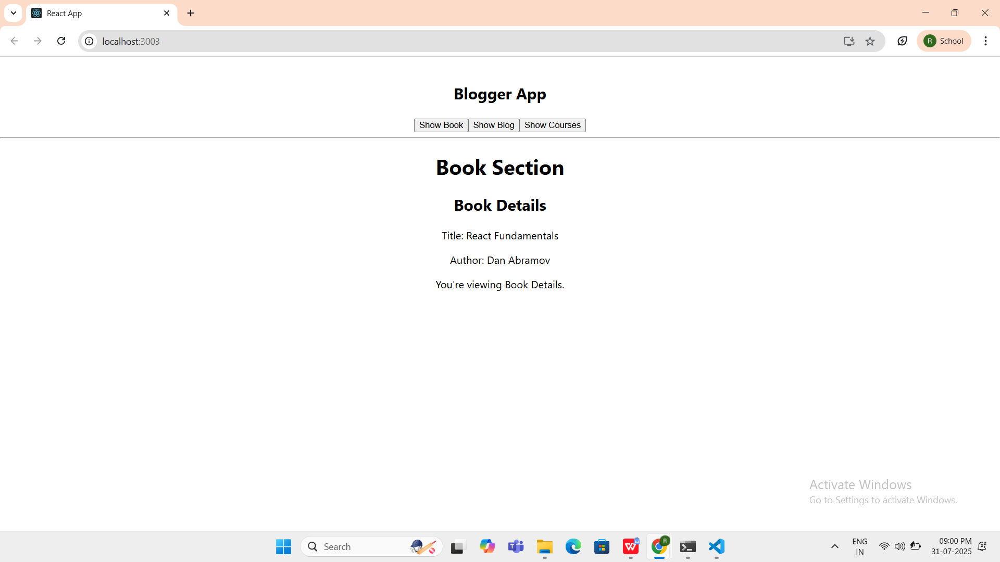 React App
localhost:3003
R School
Blogger App
Show Book Show Blog Show Courses
Book Section
Book Details
Title: React Fundamentals
Author: Dan Abramov
You're viewing Book Details.
Activate Windows
Go to Settings to activate Windows.
Search
R
ENG
IN
09:00 PM
31-07-2025